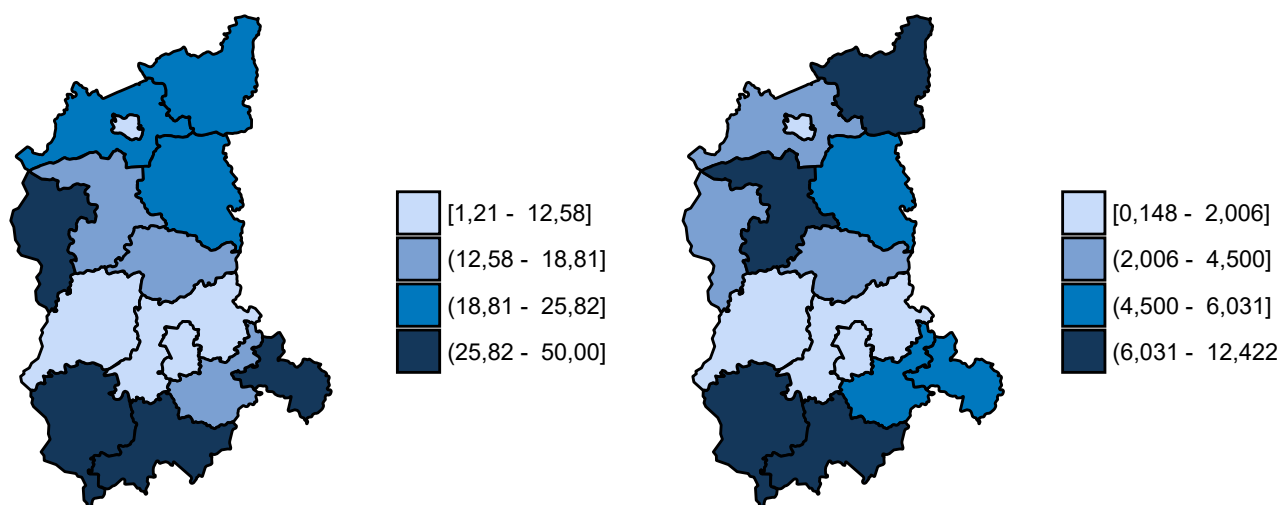 [1,21 - 12,58]
(12,58 - 18,81]
(18,81 - 25,82]
(25,82 - 50,00]
[0,148 - 2,006]
(2,006 - 4,500]
(4,500 - 6,031]
(6,031 - 12,422